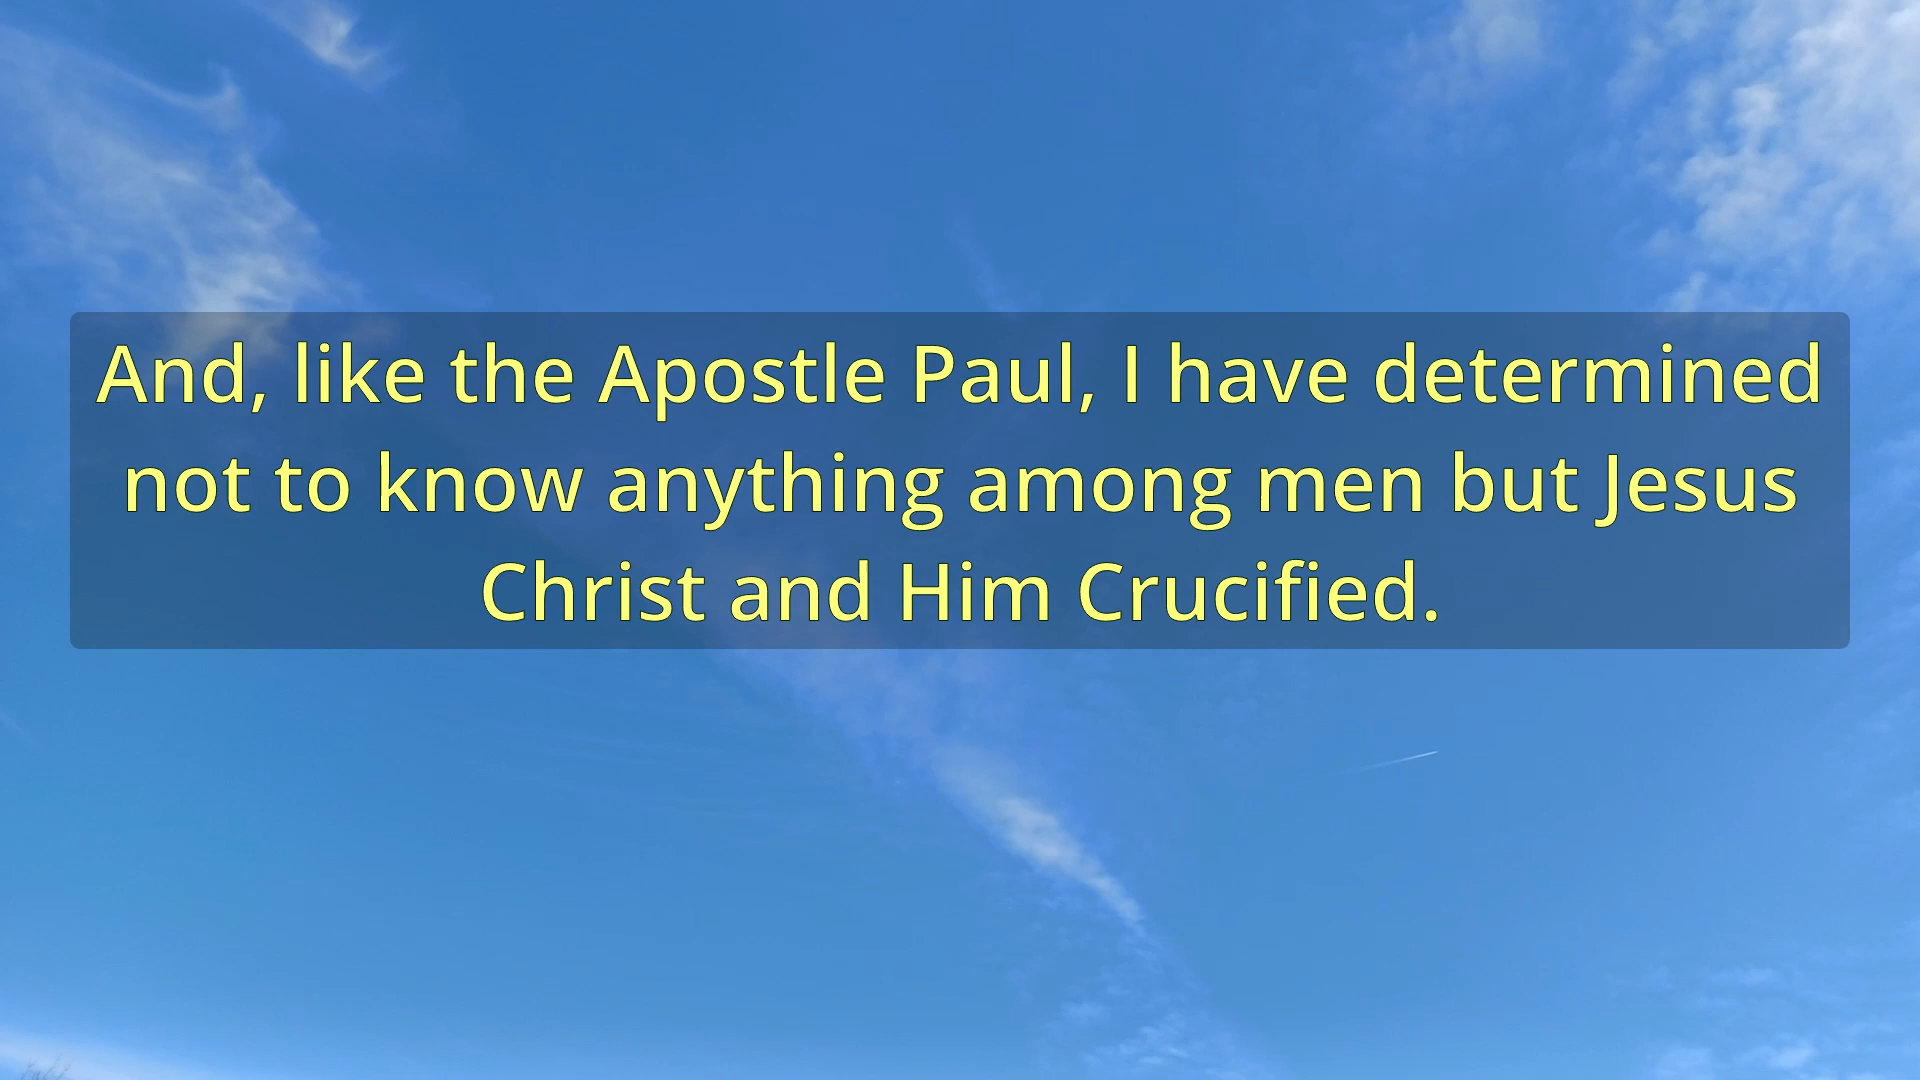 And, like the Apostle Paul, I have determined
not to know anything among men but Jesus
Christ and Him Crucified.